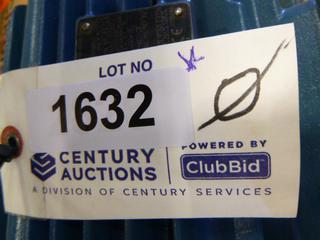 LOT NO
1632
CENTURY
AUCTIONS
POWERED BY
ClubBid
A DIVISION OF CENTURY SERVICES